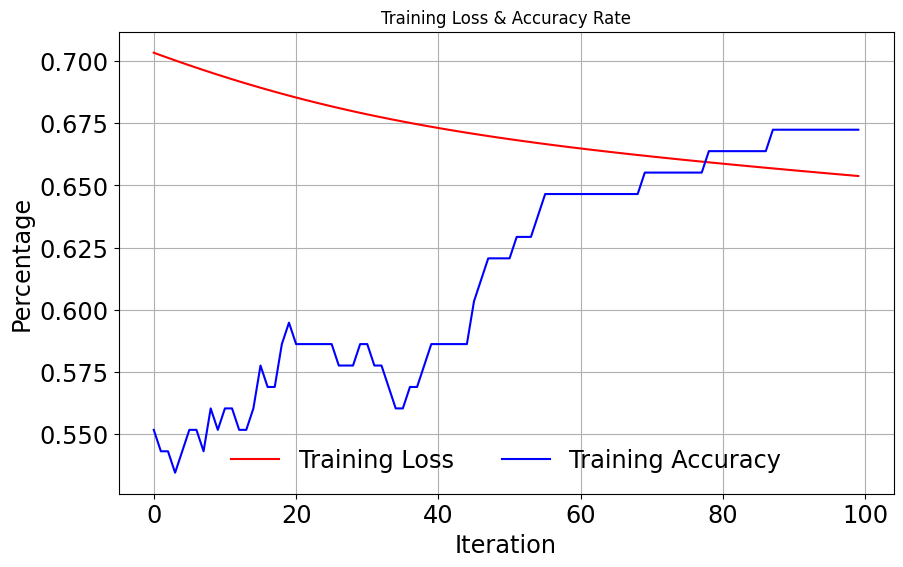 Training Loss & Accuracy Rate
Percentage
0.700
0.675
0.650
0.625
0.600
0.575
0.550
Training Loss Training Accuracy
0 20 40 60 80 100
Iteration